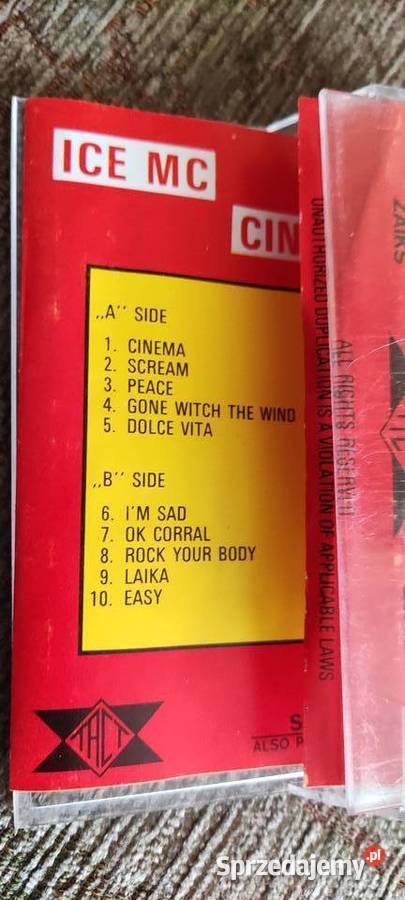 ICE MC
CIN
„A” SIDE
1. CINEMA
2. SCREAM
3. PEACE
4. GONE WITCH THE WIND
5. DOLCE VITA
„B” SIDE
6. I'M SAD
7. OK CORRAL
8. ROCK YOUR BODY
9. LAIKA
10. EASY
TACT
S
ALSO P
ZAIKS
ALL RIGHTS RESERVED
UNAUTHORIZED DUPLICATION IS A VIOLATION OF APPLICABLE LAWS
Sprzedajemy.pl